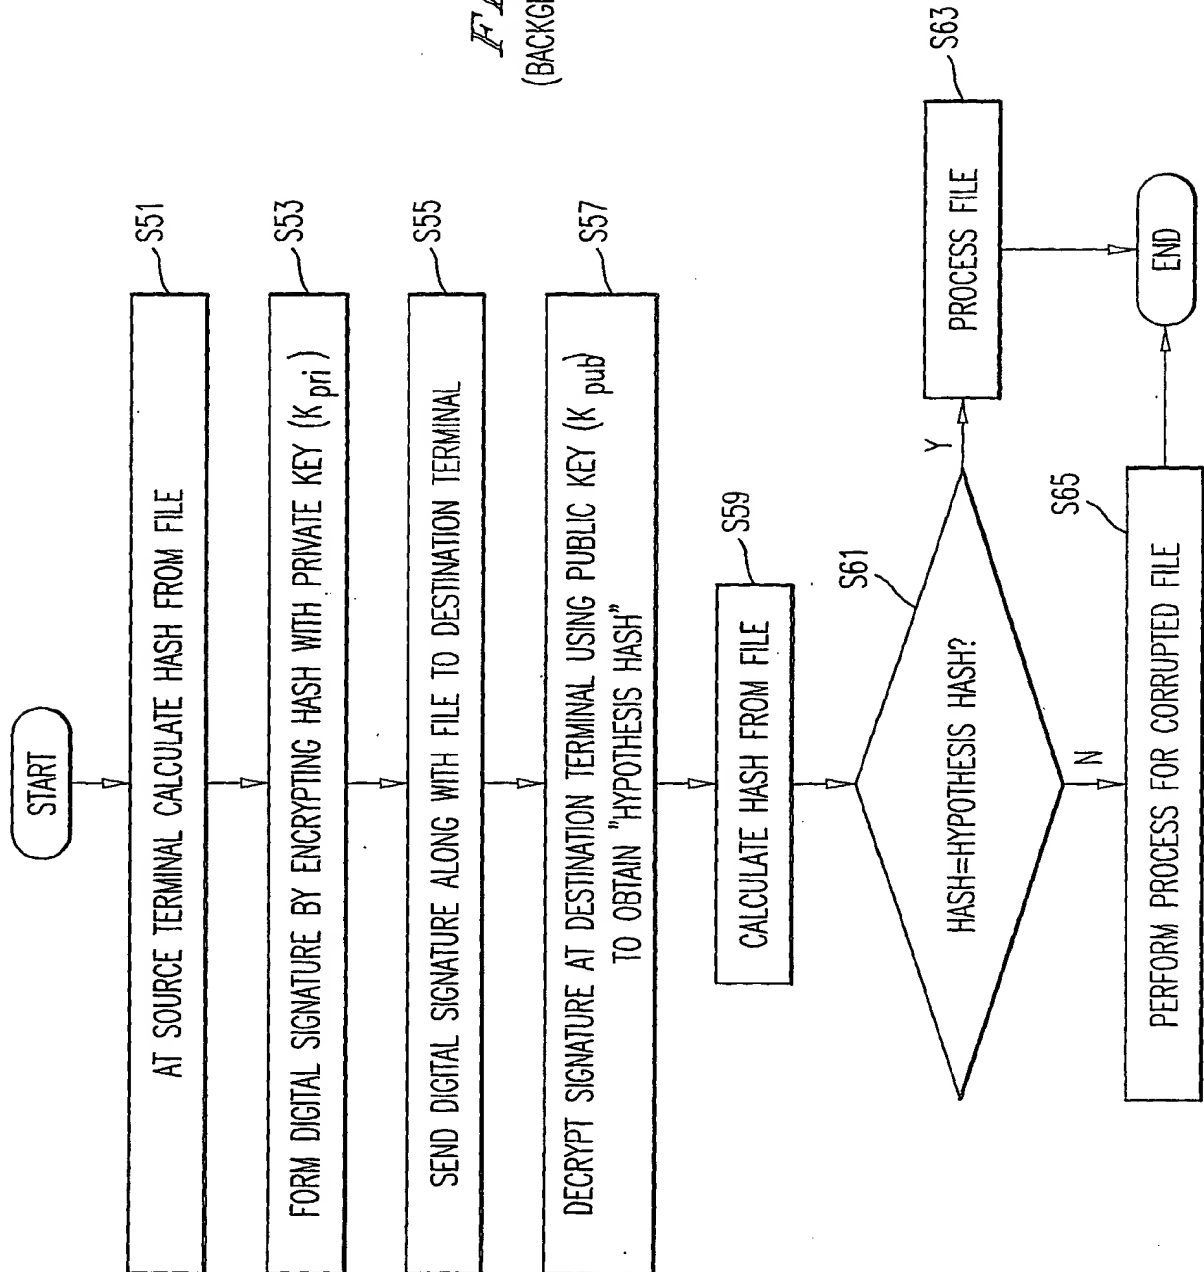 START
AT SOURCE TERMINAL CALCULATE HASH FROM FILE
S51
FORM DIGITAL SIGNATURE BY ENCRYPTING HASH WITH PRIVATE KEY (K pri )
S53
SEND DIGITAL SIGNATURE ALONG WITH FILE TO DESTINATION TERMINAL
S55
DECRYPT SIGNATURE AT DESTINATION TERMINAL USING PUBLIC KEY (K pub)
TO OBTAIN "HYPOTHESIS HASH"
S57
CALCULATE HASH FROM FILE
S59
HASH=HYPOTHESIS HASH?
S61
Y
PROCESS FILE
S63
N
PERFORM PROCESS FOR CORRUPTED FILE
S65
END